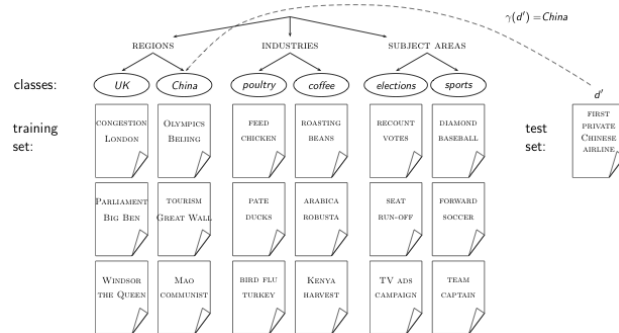 γ(d′) =China
REGIONS INDUSTRIES SUBJECT AREAS
classes: UK China poultry coffee elections sports
d′
training set:
CONGESTION
LONDON
OLYMPICS
BEIJING
FEED
CHICKEN
ROASTING
BEANS
RECOUNT
VOTES
DIAMOND
BASEBALL
test set:
FIRST
PRIVATE
CHINESE
AIRLINE
PARLIAMENT
BIG BEN
TOURISM
GREAT WALL
PATE
DUCKS
ARABICA
ROBUSTA
SEAT
RUN-OFF
FORWARD
SOCCER
WINDSOR
THE QUEEN
MAO
COMMUNIST
BIRD FLU
TURKEY
KENYA
HARVEST
TV ADS
CAMPAIGN
TEAM
CAPTAIN